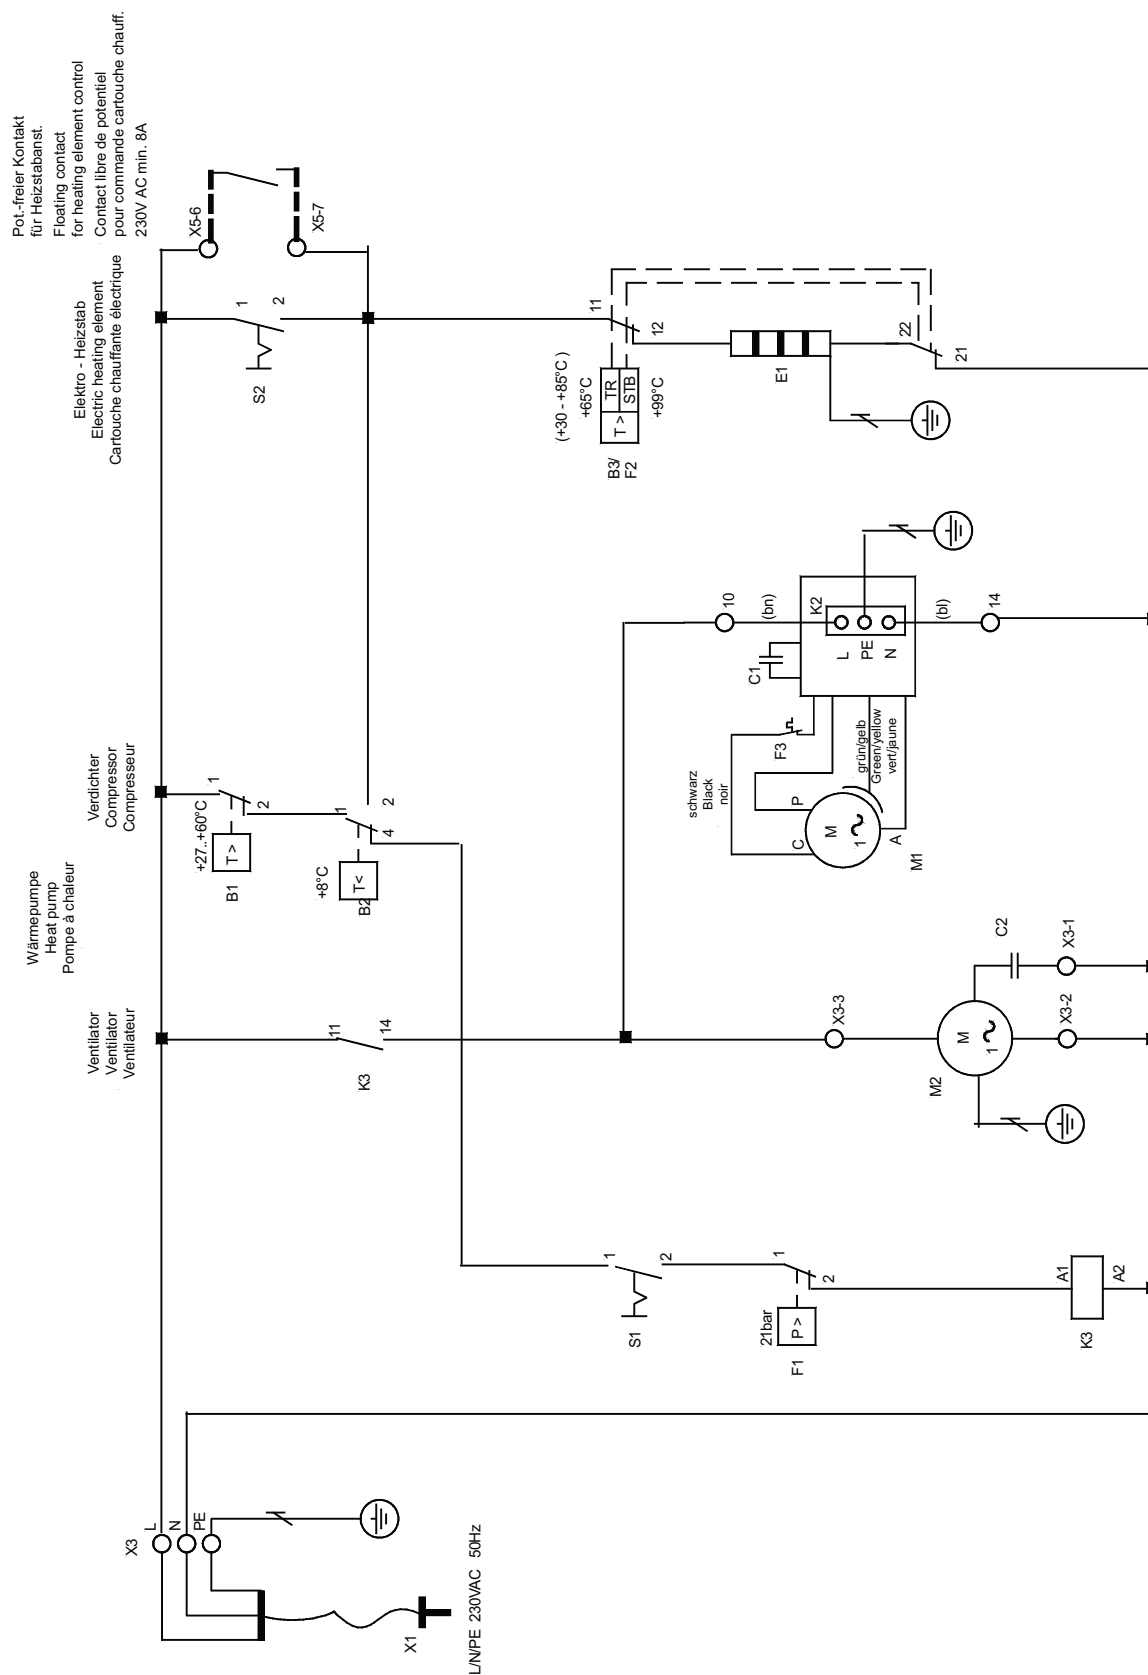 X3
L
N
PE
X1
L/N/PE 230VAC 50Hz
Wärmepumpe
Heat pump
Pompe à chaleur
Ventilator
Ventilator
Ventilateur
11
14
K3
S1
1
2
21bar
P >
F1
1
2
A1
A2
K3
X3-3
M
1
M2
C2
X3-1
X3-2
Verdichter
Compressor
Compresseur
+27..+60°C
T >
B1
1
2
+8°C
T<
B2
1
4
2
schwarz
Black
noir
F3
C
P
A
M
1
M1
grün/gelb
Green/yellow
vert/jaune
C1
K2
L
PE
N
10
(bn)
(bl)
14
Elektro - Heizstab
Electric heating element
Cartouche chauffante électrique
S2
1
2
(+30 - +85°C )
+65°C
T >
TR
STB
+99°C
B3/
F2
11
12
E1
22
21
Pot.-freier Kontakt
für Heizstabanst.
Floating contact
for heating element control
Contact libre de potentiel
pour commande cartouche chauff.
230V AC min. 8A
X5-6
X5-7